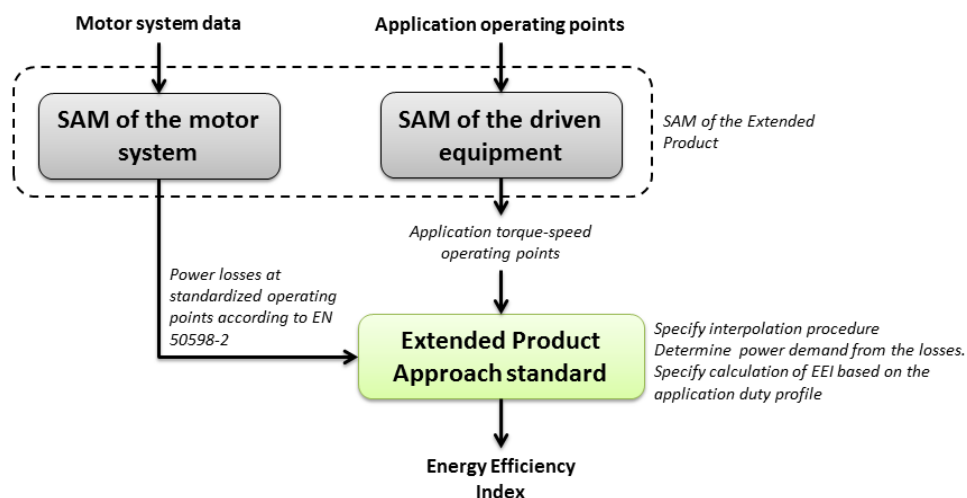 Motor system data
Application operating points
SAM of the motor
system
SAM of the driven
equipment
SAM of the Extended
Product
Application torque-speed
operating points
Power losses at
standardized operating
points according to EN
50598-2
Extended Product
Approach standard
Specify interpolation procedure
Determine power demand from the losses.
Specify calculation of EEI based on the
application duty profile
Energy Efficiency
Index